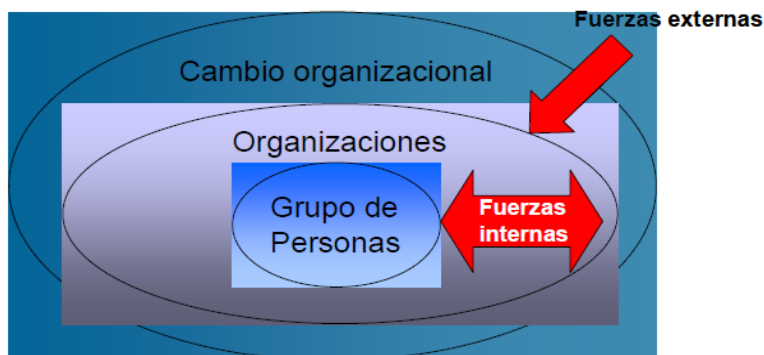 Fuerzas externas
Cambio organizacional
Organizaciones
Grupo de
Personas
Fuerzas
internas